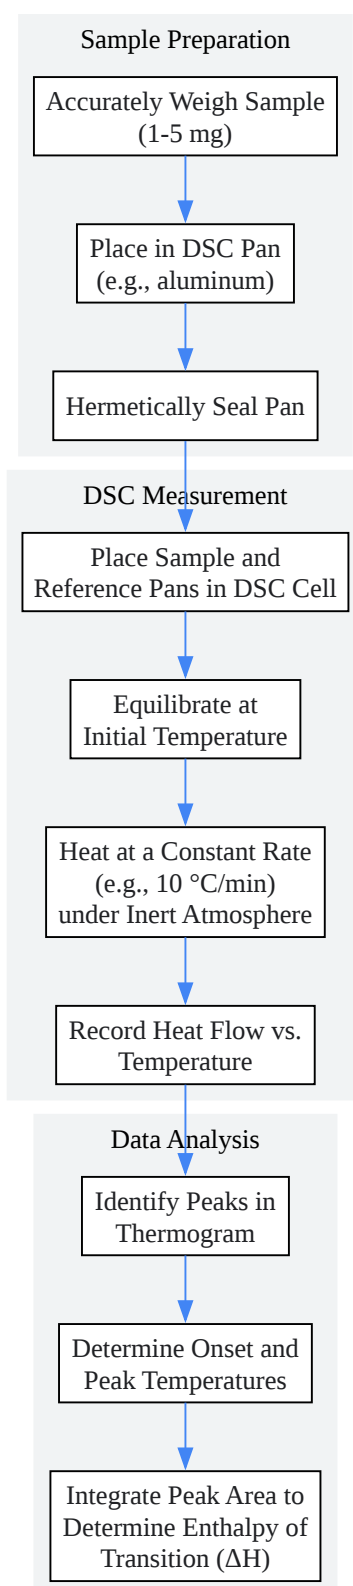 Sample Preparation
Accurately Weigh Sample
(1-5 mg)
Place in DSC Pan
(e.g., aluminum)
Hermetically Seal Pan
DSC Measurement
Place Sample and
Reference Pans in DSC Cell
Equilibrate at
Initial Temperature
Heat at a Constant Rate
(e.g., 10 °C/min)
under Inert Atmosphere
Record Heat Flow vs.
Temperature
Data Analysis
Identify Peaks in
Thermogram
Determine Onset and
Peak Temperatures
Integrate Peak Area to
Determine Enthalpy of
Transition (ΔH)